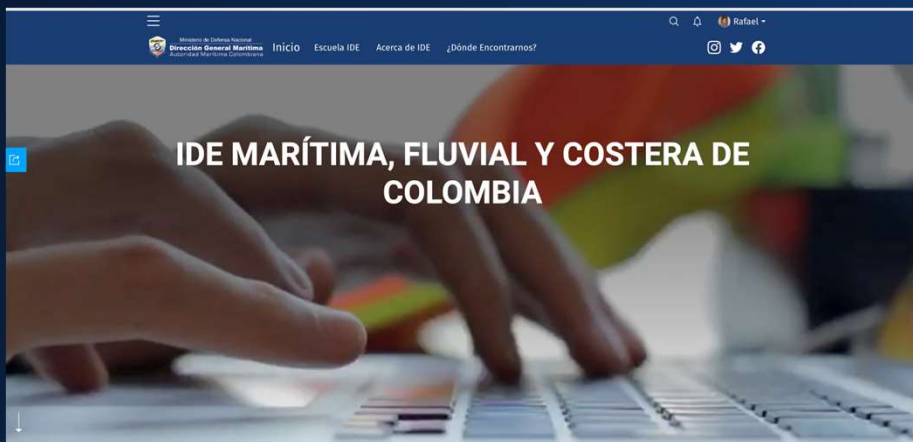 Rafael
Ministerio de Defensa Nacional
Dirección General Marítima
Autoridad Marítima Colombiana
Inicio
Escuela IDE
Acerca de IDE
¿Dónde Encontrarnos?
IDE MARÍTIMA, FLUVIAL Y COSTERA DE
COLOMBIA